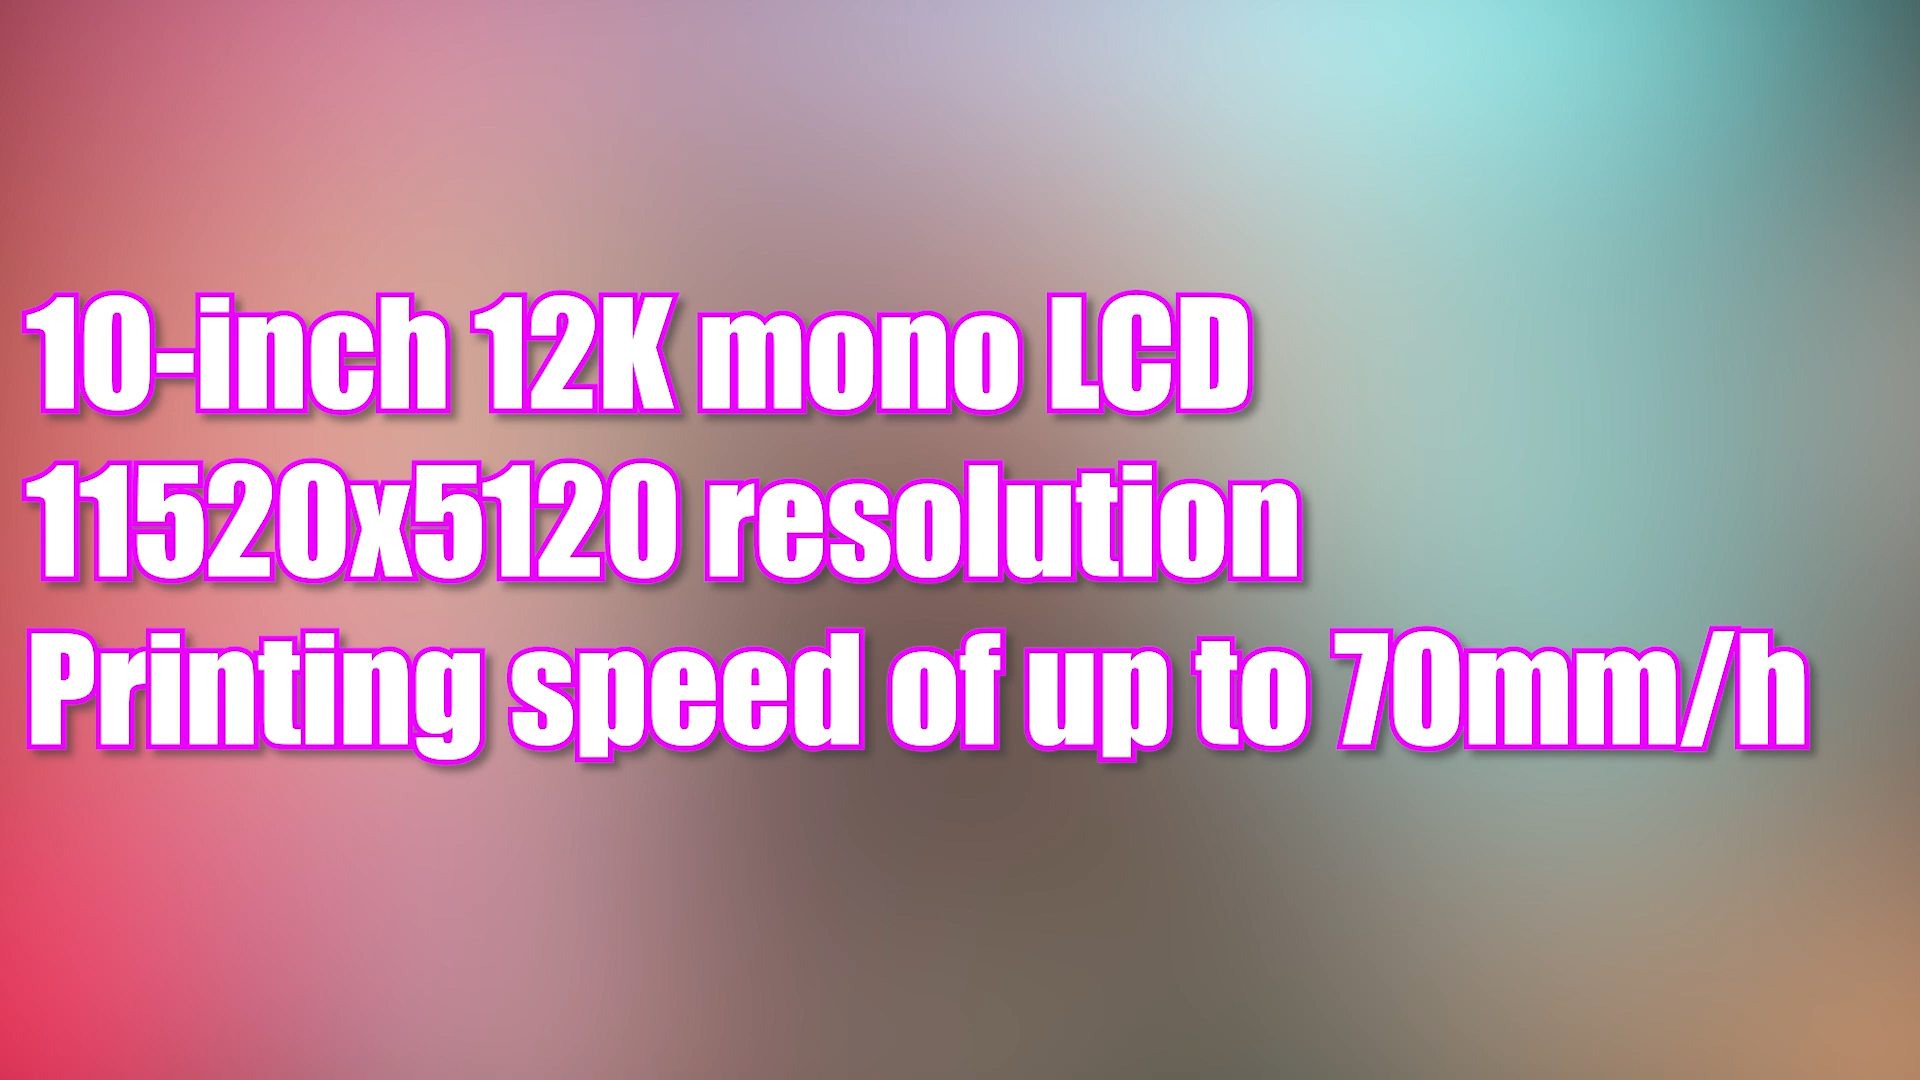 10-inch 12K mono LCD
11520x5120 resolution
Printing speed of up to 70mm/h